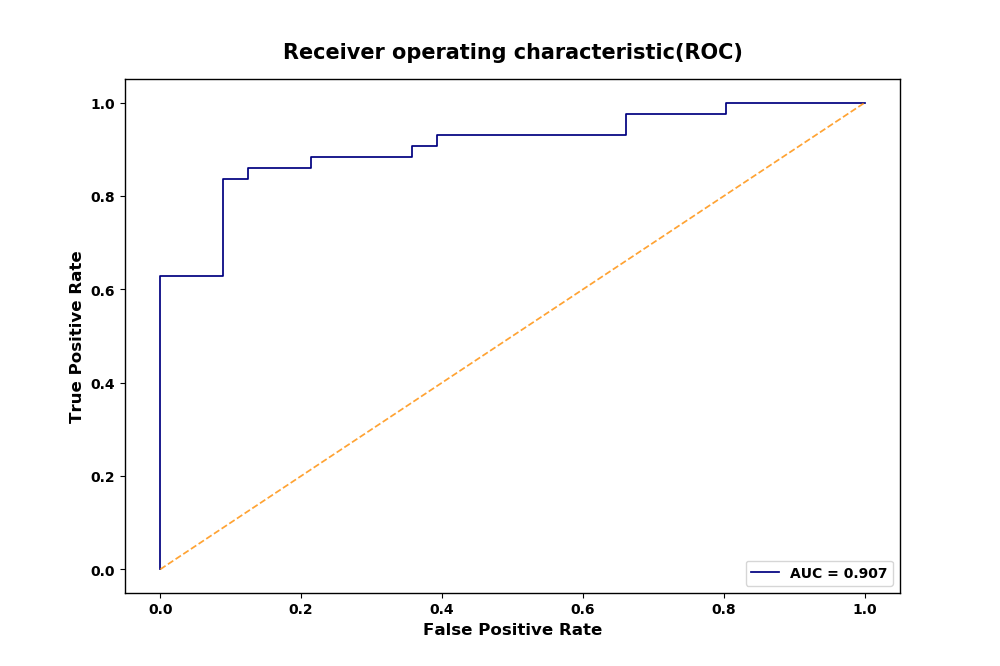 Receiver operating characteristic(ROC)
1.0
0.8
0.6
0.4
0.2
0.0
True Positive Rate
0.0 0.2 0.4 0.6 0.8 1.0
False Positive Rate
AUC = 0.907